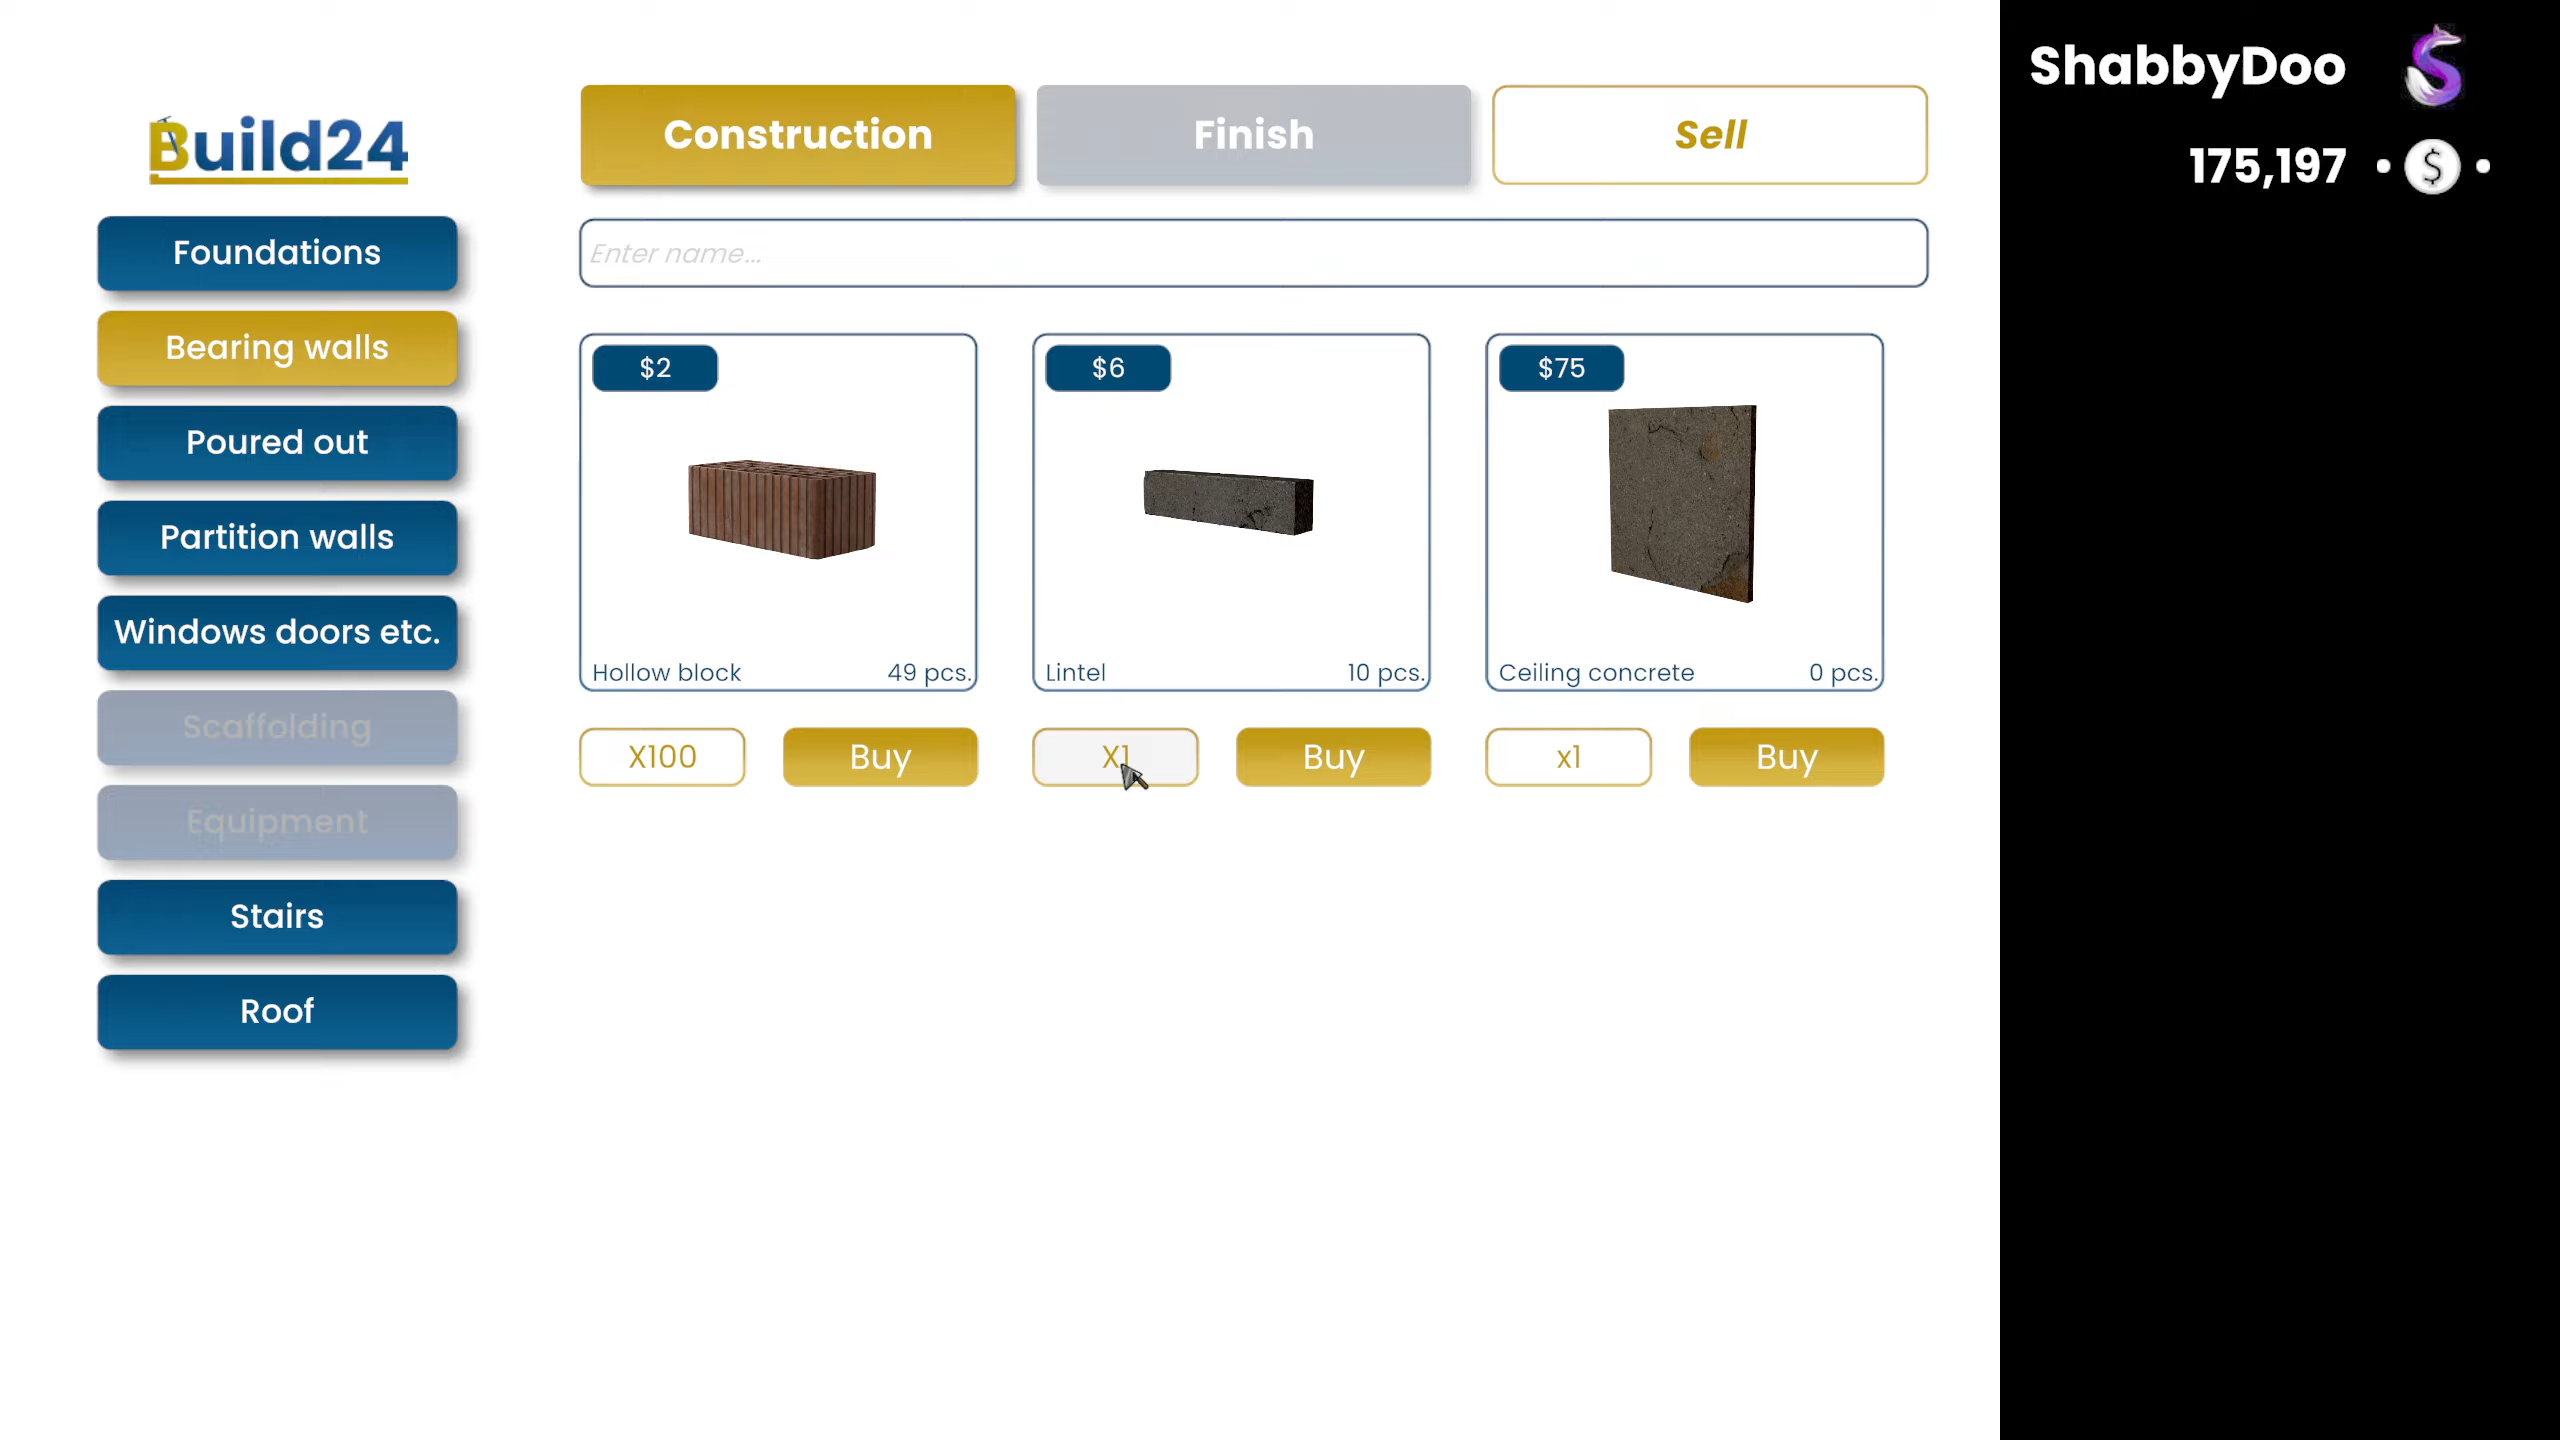 ShabbyDoo
175,197
$
Build24
Construction
Finish
Sell
Enter name...
Foundations
Bearing walls
Poured out
Partition walls
Windows doors etc.
Scaffolding
Equipment
Stairs
Roof
$2
Hollow block 49 pcs.
X100 Buy
$6
Lintel 10 pcs.
X1 Buy
$75
Ceiling concrete 0 pcs.
x1 Buy